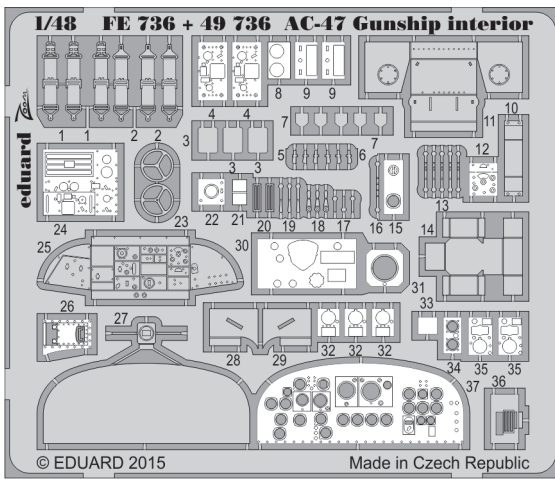 1/48 FE 736 + 49 736 AC-47 Gunship interior
eduard
1 1 2 2
4 4 8 9 9
3 3 3
7 7
5 6
11 10
12
13
24 23 22 21 20 19 18 17 16 15
14
25 30 31
26 27
28 29 32 32 32
33 34 35 35
37 36
© EDUARD 2015 Made in Czech Republic